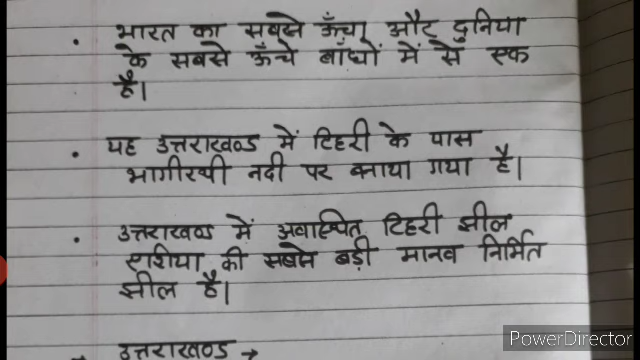 • भारत का सबसे ऊँचा और दुनिया
के सबसे ऊँचे बाँधों में से एक
है।
• यह उत्तराखण्ड में टिहरी के पास
भागीरथी नदी पर बनाया गया है।
• उत्तराखण्ड में अवस्थित टिहरी झील
एशिया की सबसे बड़ी मानव निर्मित
झील है।
उत्तराखण्ड →
PowerDirector